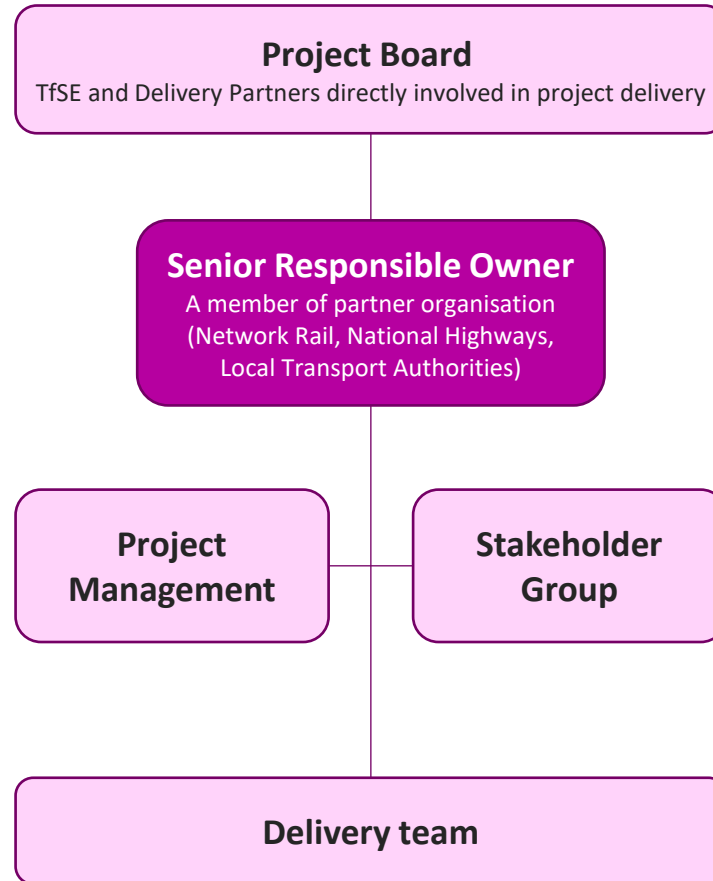 Project Board
TfSE and Delivery Partners directly involved in project delivery
Senior Responsible Owner
A member of partner organisation
(Network Rail, National Highways,
Local Transport Authorities)
Project
Management
Stakeholder
Group
Delivery team